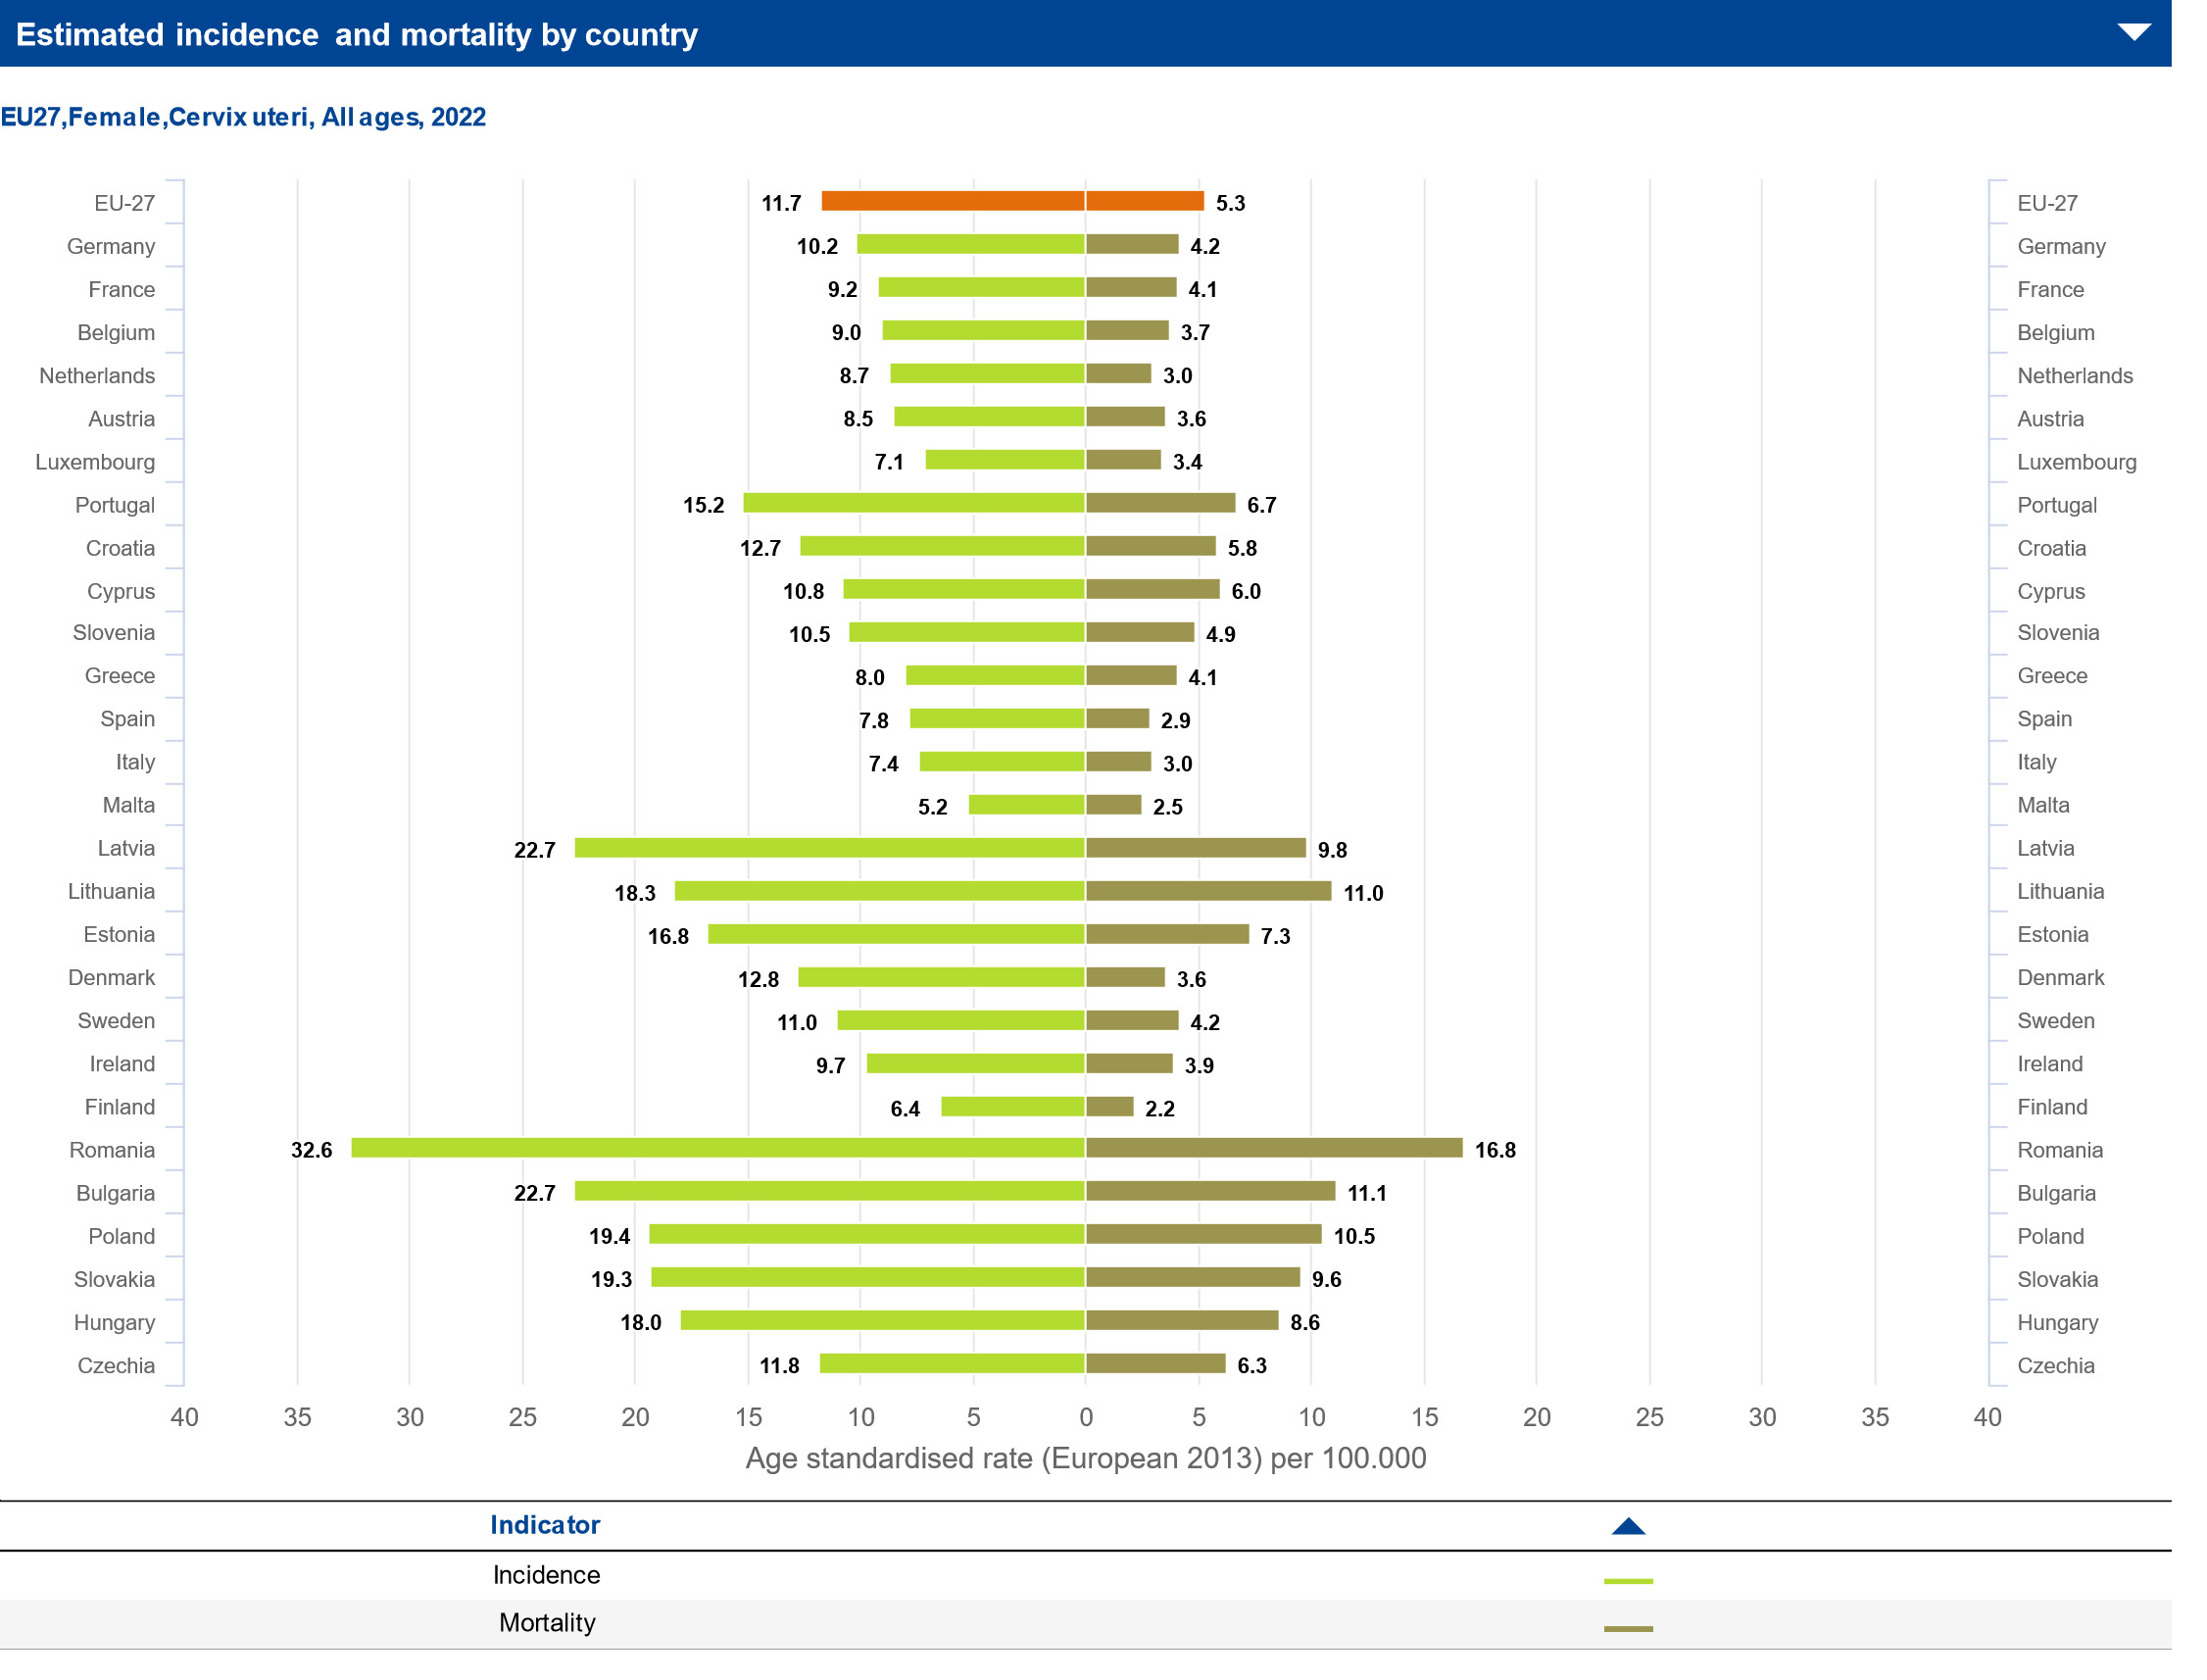 Estimated incidence and mortality by country
EU27,Female,Cervix uteri, All ages, 2022
EU-27 11.7 5.3 EU-27
Germany 10.2 4.2 Germany
France 9.2 4.1 France
Belgium 9.0 3.7 Belgium
Netherlands 8.7 3.0 Netherlands
Austria 8.5 3.6 Austria
Luxembourg 7.1 3.4 Luxembourg
Portugal 15.2 6.7 Portugal
Croatia 12.7 5.8 Croatia
Cyprus 10.8 6.0 Cyprus
Slovenia 10.5 4.9 Slovenia
Greece 8.0 4.1 Greece
Spain 7.8 2.9 Spain
Italy 7.4 3.0 Italy
Malta 5.2 2.5 Malta
Latvia 22.7 9.8 Latvia
Lithuania 18.3 11.0 Lithuania
Estonia 16.8 7.3 Estonia
Denmark 12.8 3.6 Denmark
Sweden 11.0 4.2 Sweden
Ireland 9.7 3.9 Ireland
Finland 6.4 2.2 Finland
Romania 32.6 16.8 Romania
Bulgaria 22.7 11.1 Bulgaria
Poland 19.4 10.5 Poland
Slovakia 19.3 9.6 Slovakia
Hungary 18.0 8.6 Hungary
Czechia 11.8 6.3 Czechia
40 35 30 25 20 15 10 5 0 5 10 15 20 25 30 35 40
Age standardised rate (European 2013) per 100.000
Indicator
Incidence
Mortality